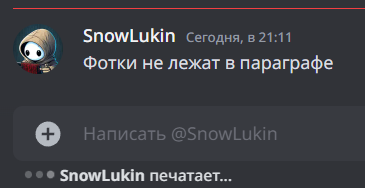 SnowLukin Сегодня, в 21:11
Фотки не лежат в параграфе
Написать @SnowLukin
SnowLukin печатает...